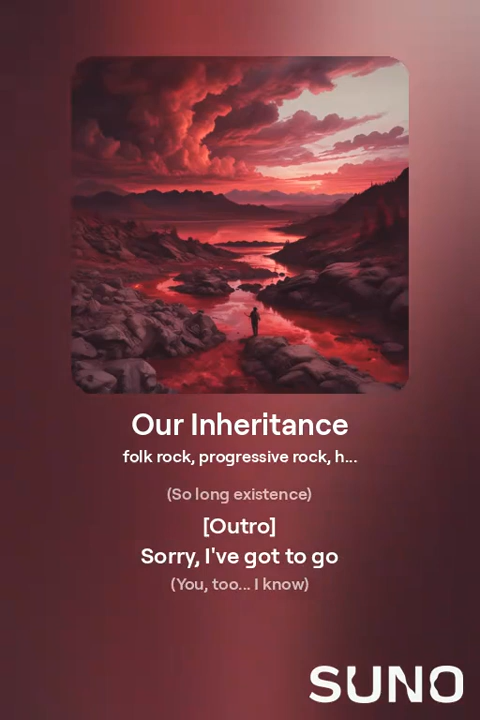 Our Inheritance
folk rock, progressive rock, h...
(So long existence)
[Outro]
Sorry, I've got to go
(You, too... I know)
SUNO